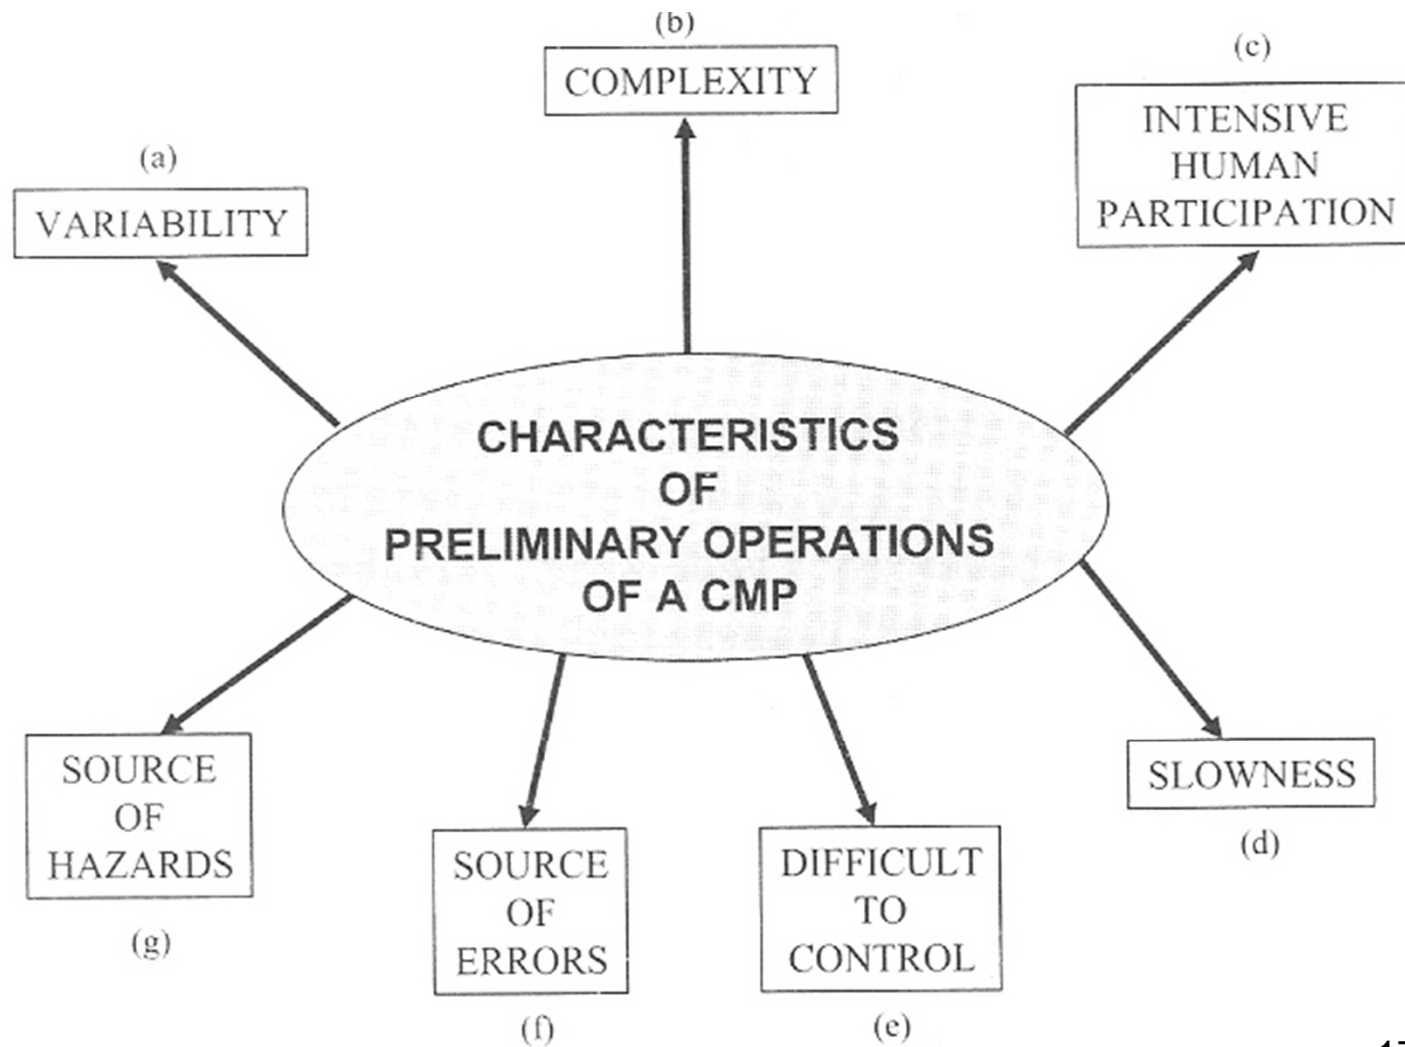 (b)
COMPLEXITY
(c)
INTENSIVE
HUMAN
PARTICIPATION
(a)
VARIABILITY
CHARACTERISTICS
OF
PRELIMINARY OPERATIONS
OF A CMP
SOURCE
OF
HAZARDS
(g)
SOURCE
OF
ERRORS
(f)
DIFFICULT
TO
CONTROL
(e)
SLOWNESS
(d)